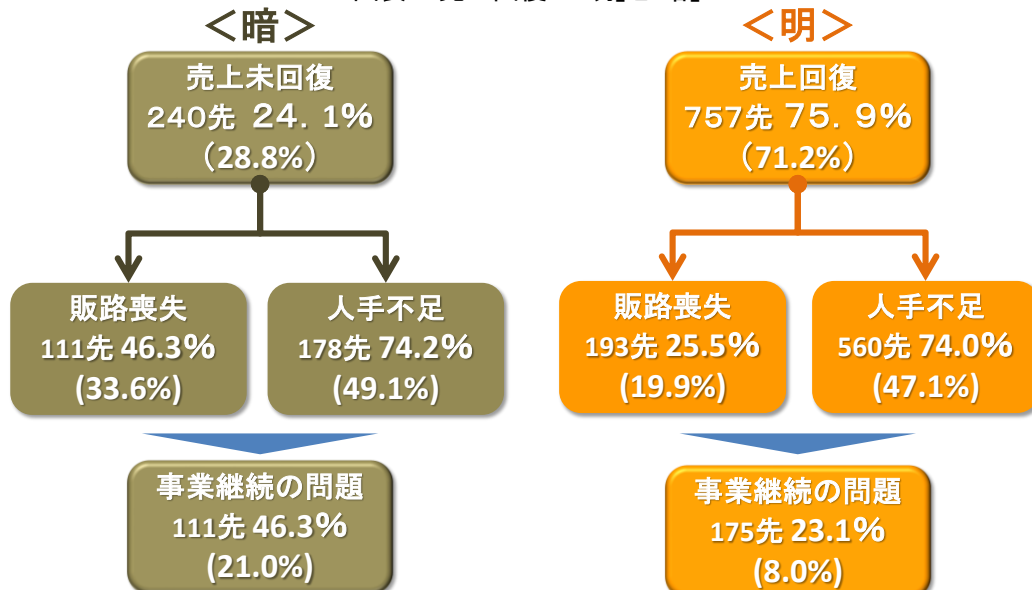 <暗>
売上未回復
240先 24.1%
(28.8%)
販路喪失
111先 46.3%
(33.6%)
人手不足
178先 74.2%
(49.1%)
事業継続の問題
111先 46.3%
(21.0%)
<明>
売上回復
757先 75.9%
(71.2%)
販路喪失
193先 25.5%
(19.9%)
人手不足
560先 74.0%
(47.1%)
事業継続の問題
175先 23.1%
(8.0%)